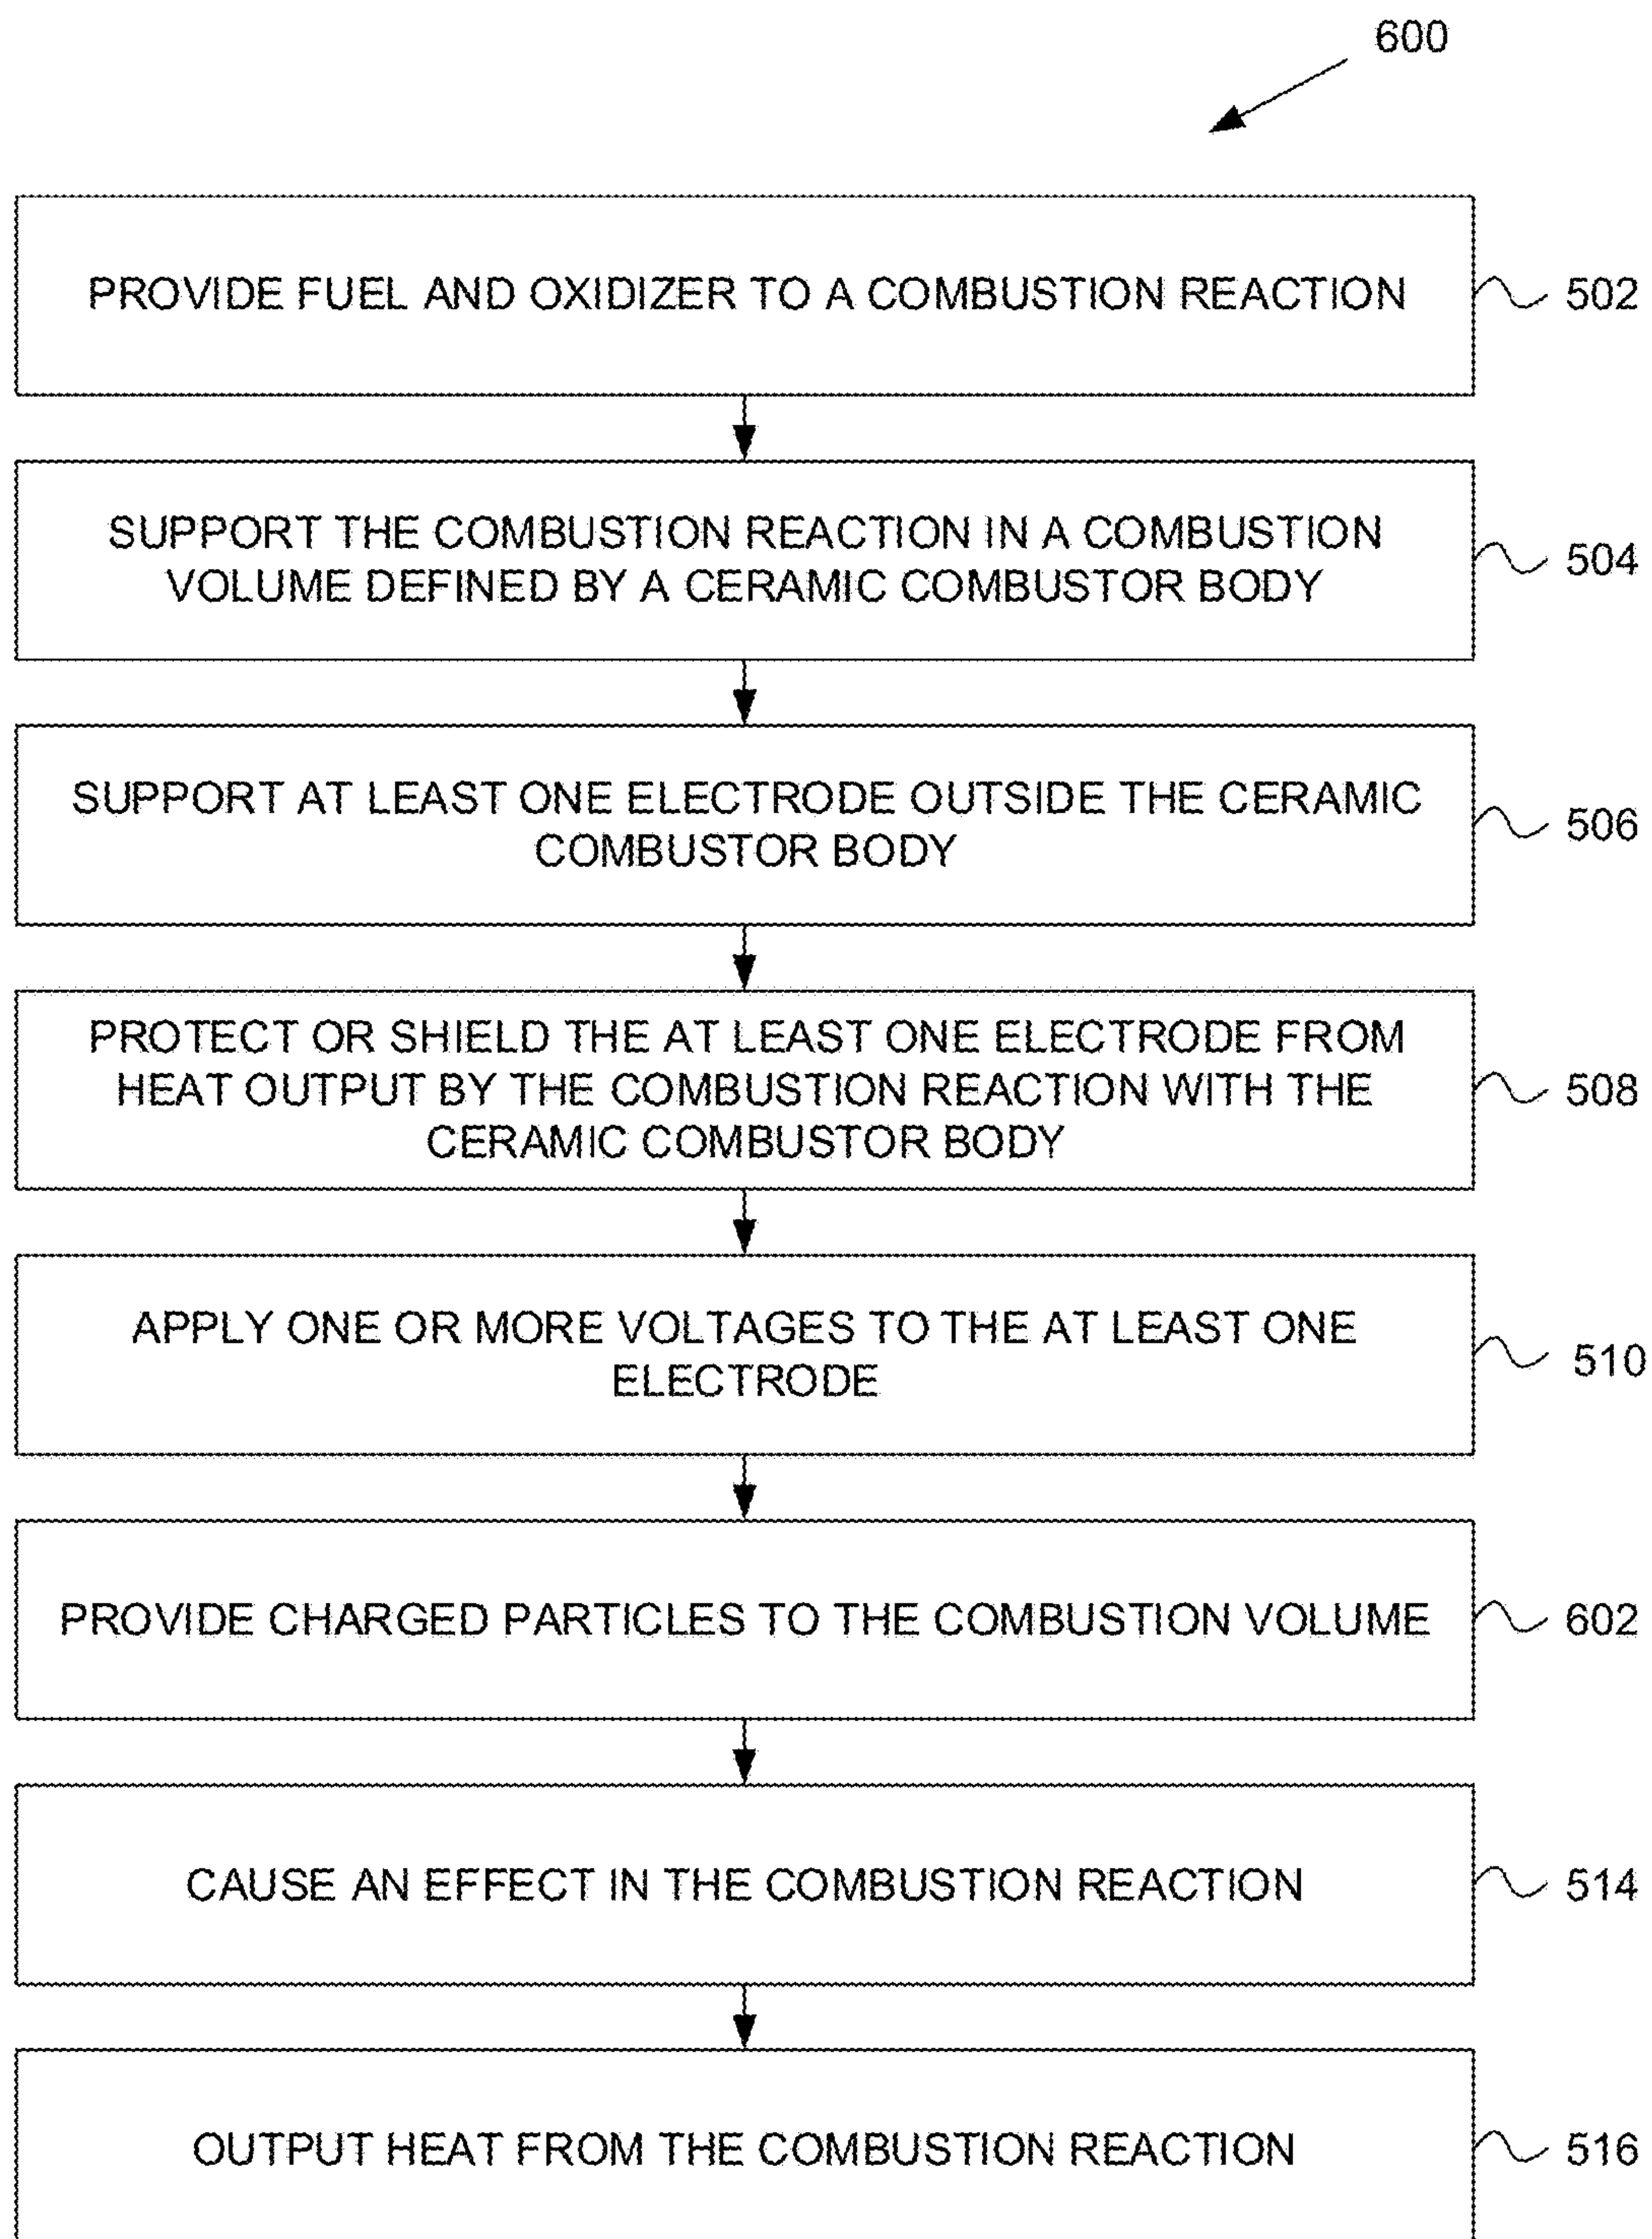 600
PROVIDE FUEL AND OXIDIZER TO A COMBUSTION REACTION
502
SUPPORT THE COMBUSTION REACTION IN A COMBUSTION
VOLUME DEFINED BY A CERAMIC COMBUSTOR BODY
504
SUPPORT AT LEAST ONE ELECTRODE OUTSIDE THE CERAMIC
COMBUSTOR BODY
506
PROTECT OR SHIELD THE AT LEAST ONE ELECTRODE FROM
HEAT OUTPUT BY THE COMBUSTION REACTION WITH THE
CERAMIC COMBUSTOR BODY
508
APPLY ONE OR MORE VOLTAGES TO THE AT LEAST ONE
ELECTRODE
510
PROVIDE CHARGED PARTICLES TO THE COMBUSTION VOLUME
602
CAUSE AN EFFECT IN THE COMBUSTION REACTION
514
OUTPUT HEAT FROM THE COMBUSTION REACTION
516